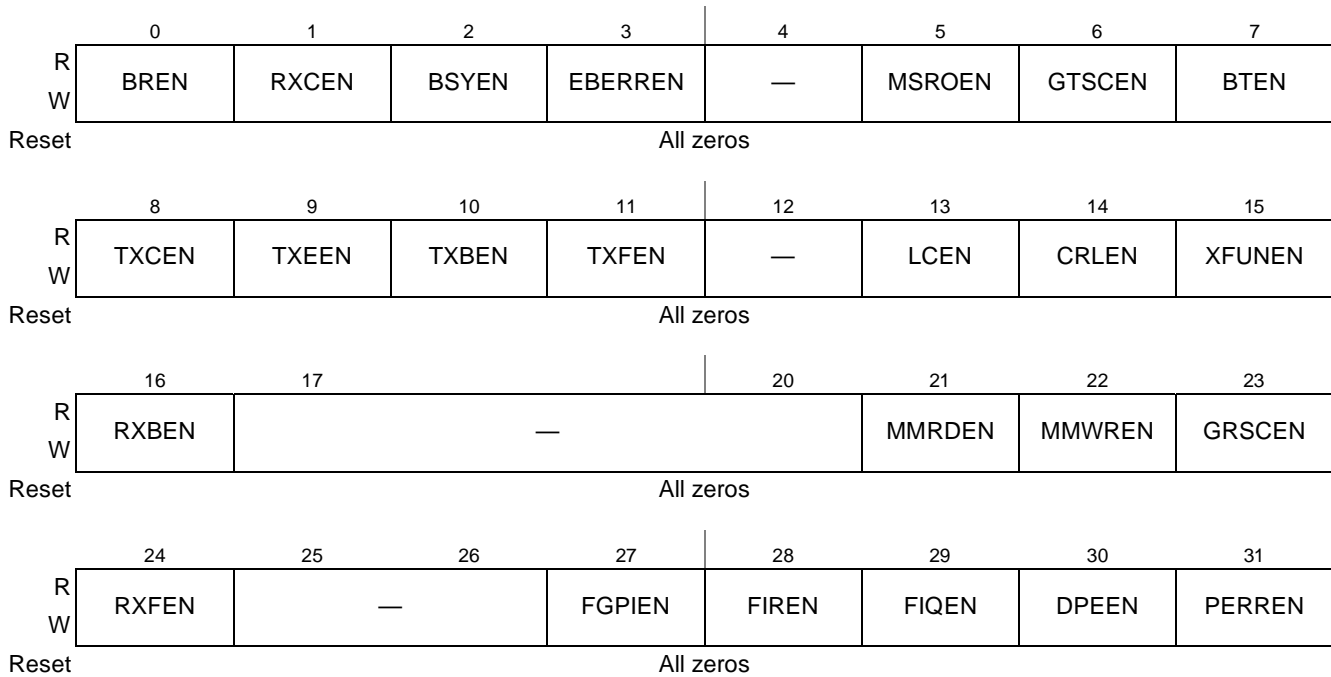 0 1 2 3 4 5 6 7
R
W
BREN RXCEN BSYEN EBERREN — MSROEN GTSCEN BTEN
Reset All zeros
8 9 10 11 12 13 14 15
R
W
TXCEN TXEEN TXBEN TXFEN — LCEN CRLEN XFUNEN
Reset All zeros
16 17 20 21 22 23
R
W
RXBEN — MMRDEN MMWREN GRSCEN
Reset All zeros
24 25 26 27 28 29 30 31
R
W
RXFEN — FGPIEN FIREN FIQEN DPEEN PERREN
Reset All zeros